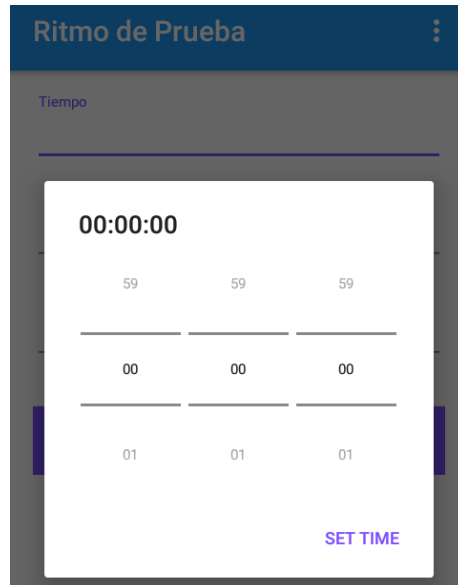 Ritmo de Prueba
Tiempo
00:00:00
59 59 59
00 00 00
01 01 01
SET TIME